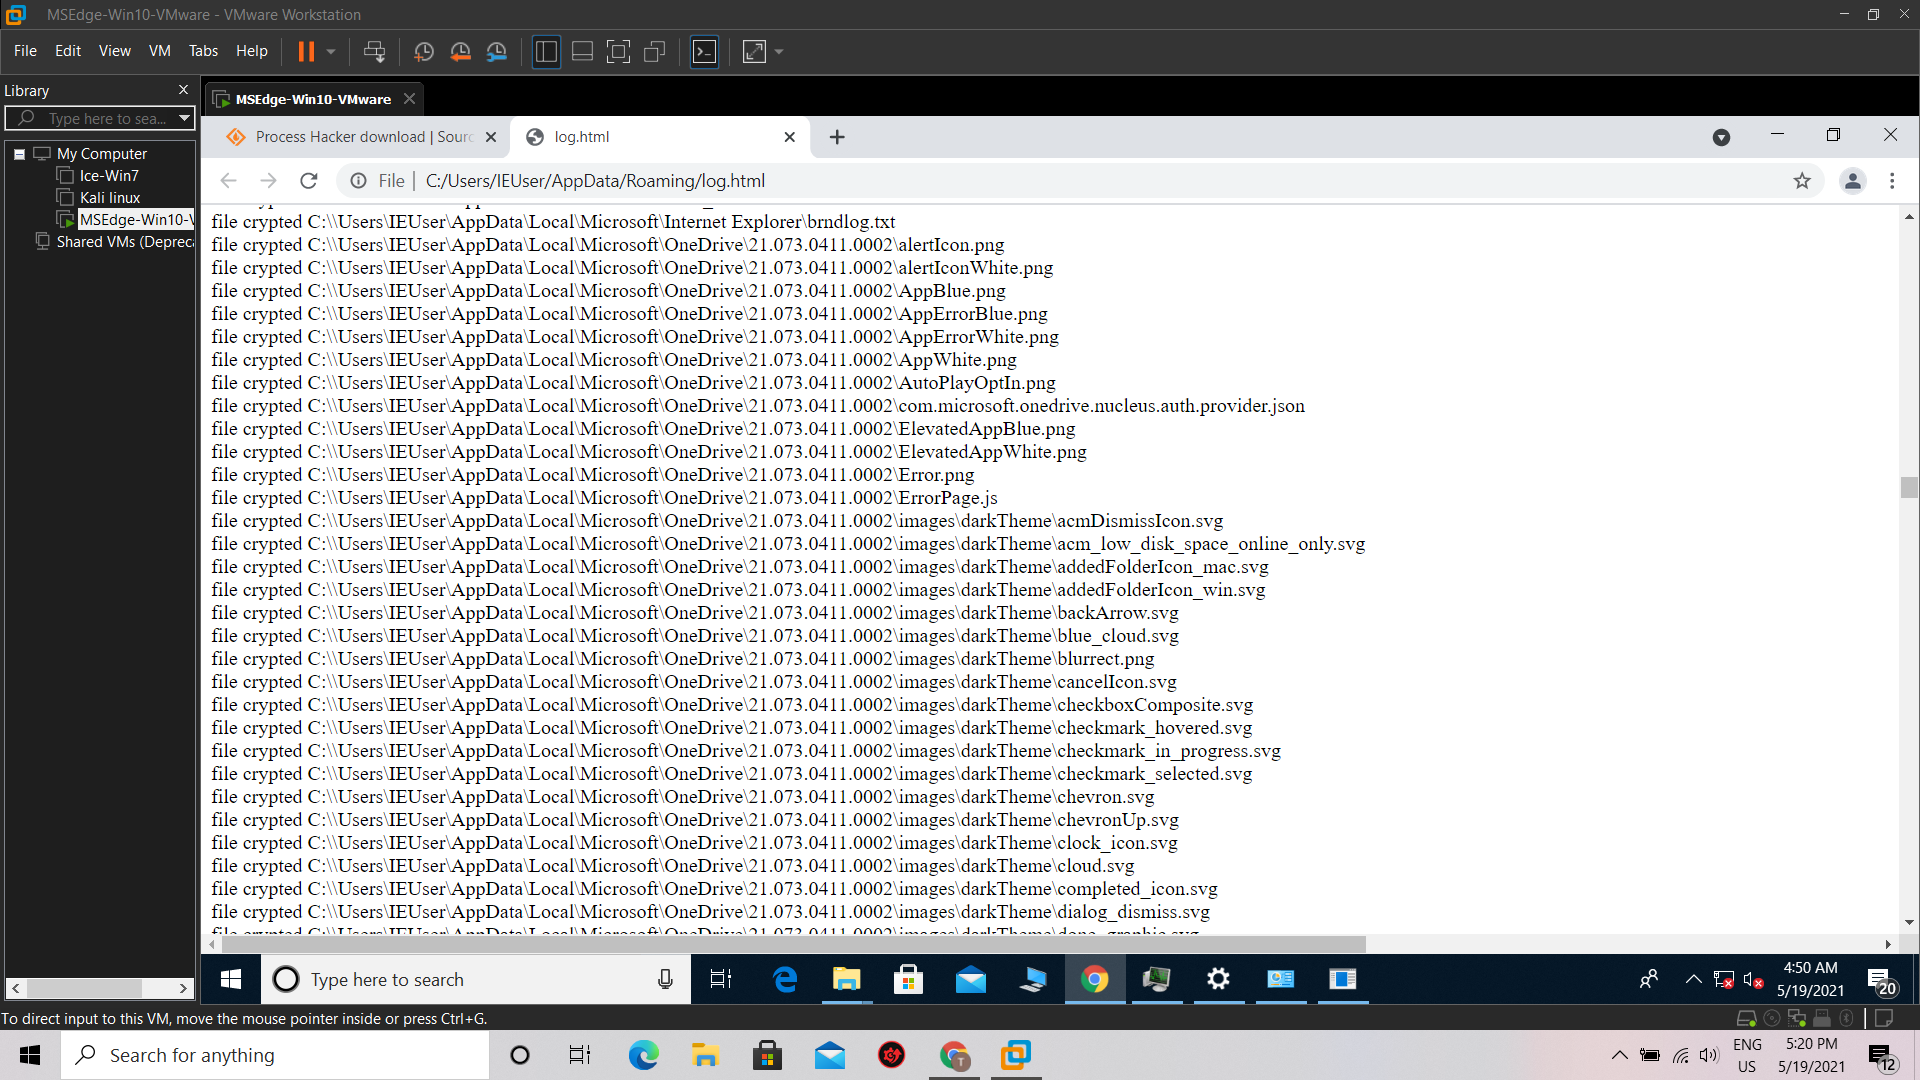 MSEdge-Win10-VMware - VMware Workstation
File Edit View VM Tabs Help
Library
Type here to sea...
My Computer
Ice-Win7
Kali linux
MSEdge-Win10-V
Shared VMs (Depreca
MSEdge-Win10-VMware
Process Hacker download | Sourc
log.html
File | C:/Users/IEUser/AppData/Roaming/log.html
file crypted C:\\Users\IEUser\AppData\Local\Microsoft\Internet Explorer\brndlog.txt
file crypted C:\\Users\IEUser\AppData\Local\Microsoft\OneDrive\21.073.0411.0002\alertIcon.png
file crypted C:\\Users\IEUser\AppData\Local\Microsoft\OneDrive\21.073.0411.0002\alertIconWhite.png
file crypted C:\\Users\IEUser\AppData\Local\Microsoft\OneDrive\21.073.0411.0002\AppBlue.png
file crypted C:\\Users\IEUser\AppData\Local\Microsoft\OneDrive\21.073.0411.0002\AppErrorBlue.png
file crypted C:\\Users\IEUser\AppData\Local\Microsoft\OneDrive\21.073.0411.0002\AppErrorWhite.png
file crypted C:\\Users\IEUser\AppData\Local\Microsoft\OneDrive\21.073.0411.0002\AppWhite.png
file crypted C:\\Users\IEUser\AppData\Local\Microsoft\OneDrive\21.073.0411.0002\AutoPlayOptIn.png
file crypted C:\\Users\IEUser\AppData\Local\Microsoft\OneDrive\21.073.0411.0002\com.microsoft.onedrive.nucleus.auth.provider.json
file crypted C:\\Users\IEUser\AppData\Local\Microsoft\OneDrive\21.073.0411.0002\ElevatedAppBlue.png
file crypted C:\\Users\IEUser\AppData\Local\Microsoft\OneDrive\21.073.0411.0002\ElevatedAppWhite.png
file crypted C:\\Users\IEUser\AppData\Local\Microsoft\OneDrive\21.073.0411.0002\Error.png
file crypted C:\\Users\IEUser\AppData\Local\Microsoft\OneDrive\21.073.0411.0002\ErrorPage.js
file crypted C:\\Users\IEUser\AppData\Local\Microsoft\OneDrive\21.073.0411.0002\images\darkTheme\acmDismissIcon.svg
file crypted C:\\Users\IEUser\AppData\Local\Microsoft\OneDrive\21.073.0411.0002\images\darkTheme\acm_low_disk_space_online_only.svg
file crypted C:\\Users\IEUser\AppData\Local\Microsoft\OneDrive\21.073.0411.0002\images\darkTheme\addedFolderIcon_mac.svg
file crypted C:\\Users\IEUser\AppData\Local\Microsoft\OneDrive\21.073.0411.0002\images\darkTheme\addedFolderIcon_win.svg
file crypted C:\\Users\IEUser\AppData\Local\Microsoft\OneDrive\21.073.0411.0002\images\darkTheme\backArrow.svg
file crypted C:\\Users\IEUser\AppData\Local\Microsoft\OneDrive\21.073.0411.0002\images\darkTheme\blue_cloud.svg
file crypted C:\\Users\IEUser\AppData\Local\Microsoft\OneDrive\21.073.0411.0002\images\darkTheme\blurrect.png
file crypted C:\\Users\IEUser\AppData\Local\Microsoft\OneDrive\21.073.0411.0002\images\darkTheme\cancelIcon.svg
file crypted C:\\Users\IEUser\AppData\Local\Microsoft\OneDrive\21.073.0411.0002\images\darkTheme\checkboxComposite.svg
file crypted C:\\Users\IEUser\AppData\Local\Microsoft\OneDrive\21.073.0411.0002\images\darkTheme\checkmark_hovered.svg
file crypted C:\\Users\IEUser\AppData\Local\Microsoft\OneDrive\21.073.0411.0002\images\darkTheme\checkmark_in_progress.svg
file crypted C:\\Users\IEUser\AppData\Local\Microsoft\OneDrive\21.073.0411.0002\images\darkTheme\checkmark_selected.svg
file crypted C:\\Users\IEUser\AppData\Local\Microsoft\OneDrive\21.073.0411.0002\images\darkTheme\chevron.svg
file crypted C:\\Users\IEUser\AppData\Local\Microsoft\OneDrive\21.073.0411.0002\images\darkTheme\chevronUp.svg
file crypted C:\\Users\IEUser\AppData\Local\Microsoft\OneDrive\21.073.0411.0002\images\darkTheme\clock_icon.svg
file crypted C:\\Users\IEUser\AppData\Local\Microsoft\OneDrive\21.073.0411.0002\images\darkTheme\cloud.svg
file crypted C:\\Users\IEUser\AppData\Local\Microsoft\OneDrive\21.073.0411.0002\images\darkTheme\completed_icon.svg
file crypted C:\\Users\IEUser\AppData\Local\Microsoft\OneDrive\21.073.0411.0002\images\darkTheme\dialog_dismiss.svg
file crypted C:\\Users\IEUser\AppData\Local\Microsoft\OneDrive\21.073.0411.0002\images\darkTheme\done_graphic.svg
Type here to search
4:50 AM
5/19/2021
20
To direct input to this VM, move the mouse pointer inside or press Ctrl+G.
Search for anything
T
ENG
US
5:20 PM
5/19/2021
12